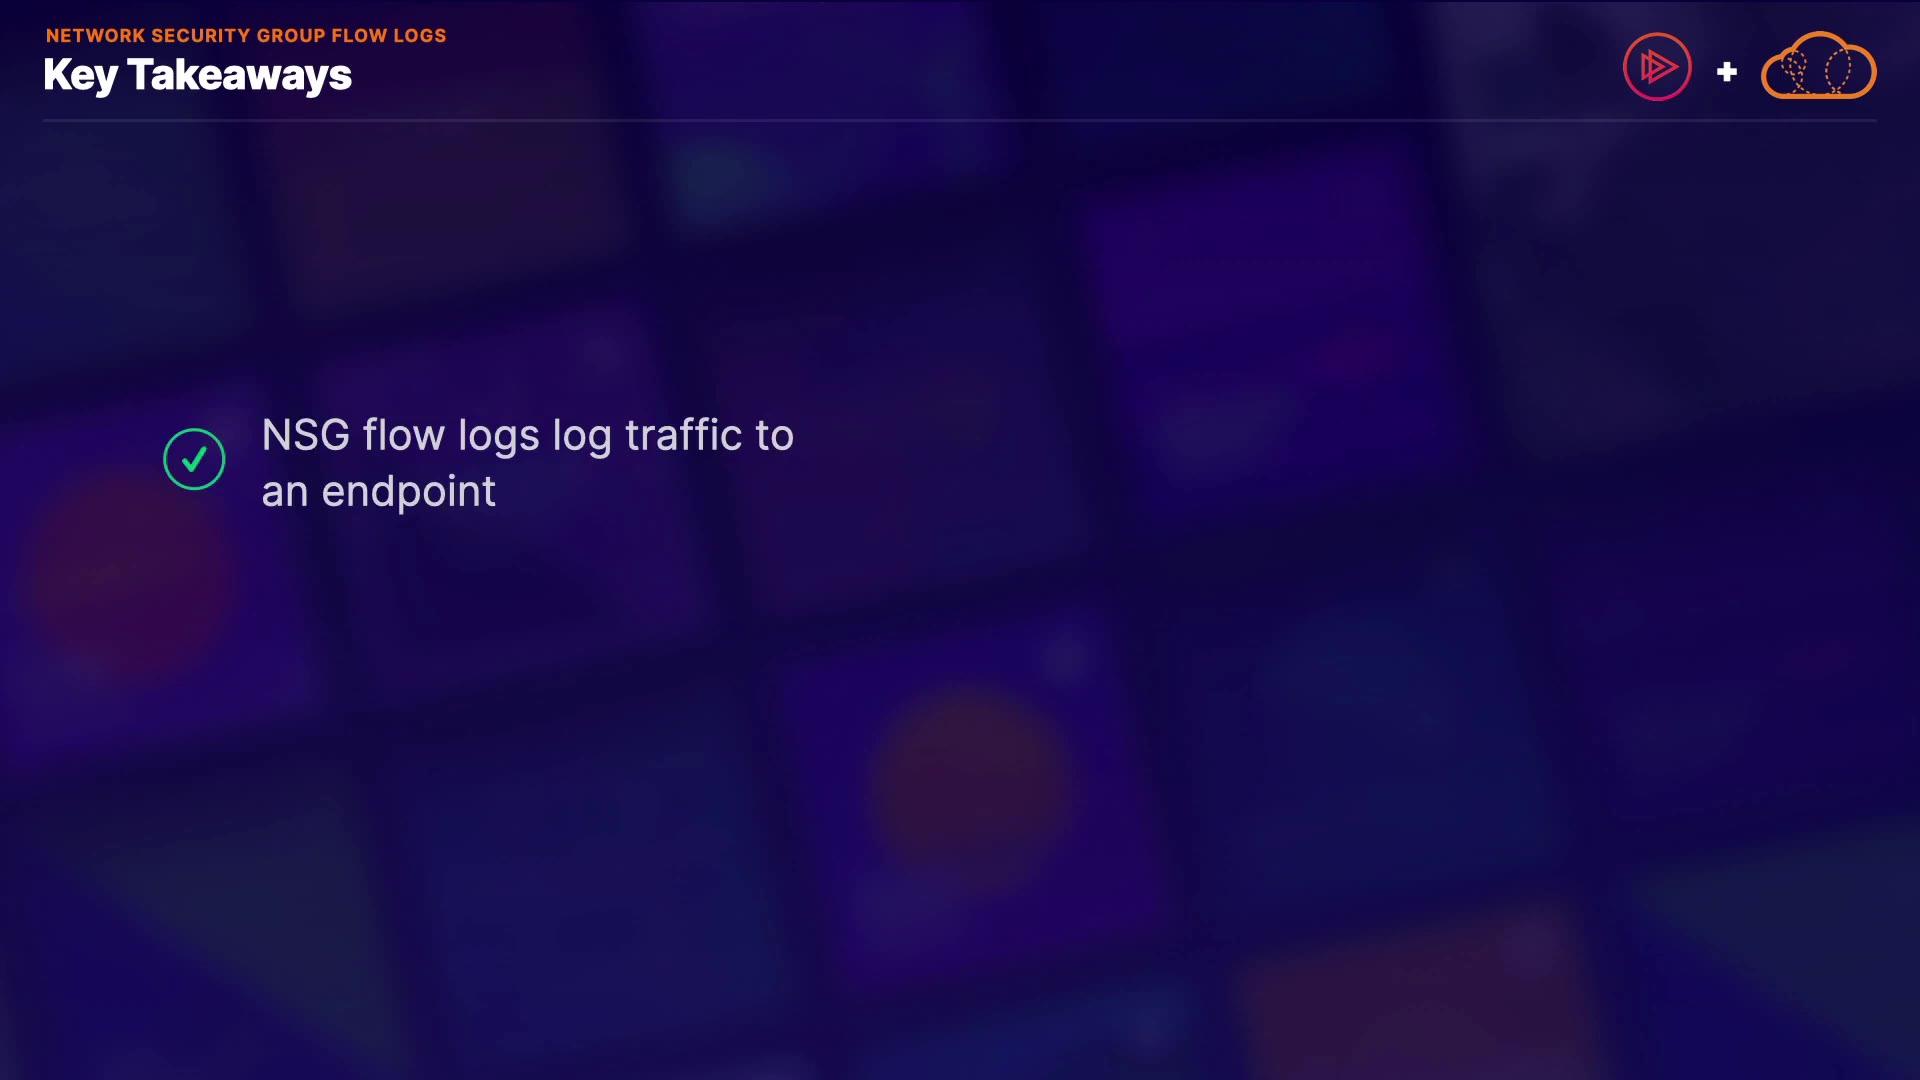 NETWORK SECURITY GROUP FLOW LOGS
Key Takeaways
NSG flow logs log traffic to
an endpoint